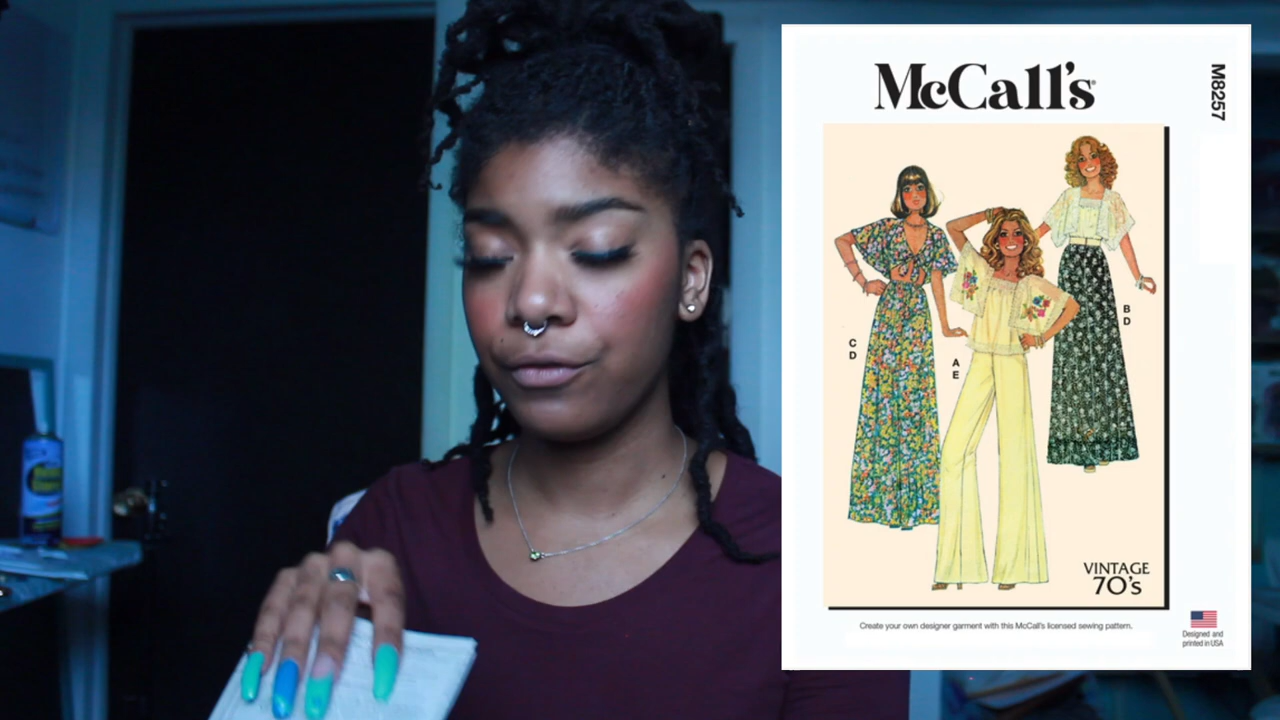 McCall's®
M8257
C
D
A
E
B
D
VINTAGE
70's
Create your own designer garment with this McCall's licensed sewing pattern.
Designed and
printed in USA